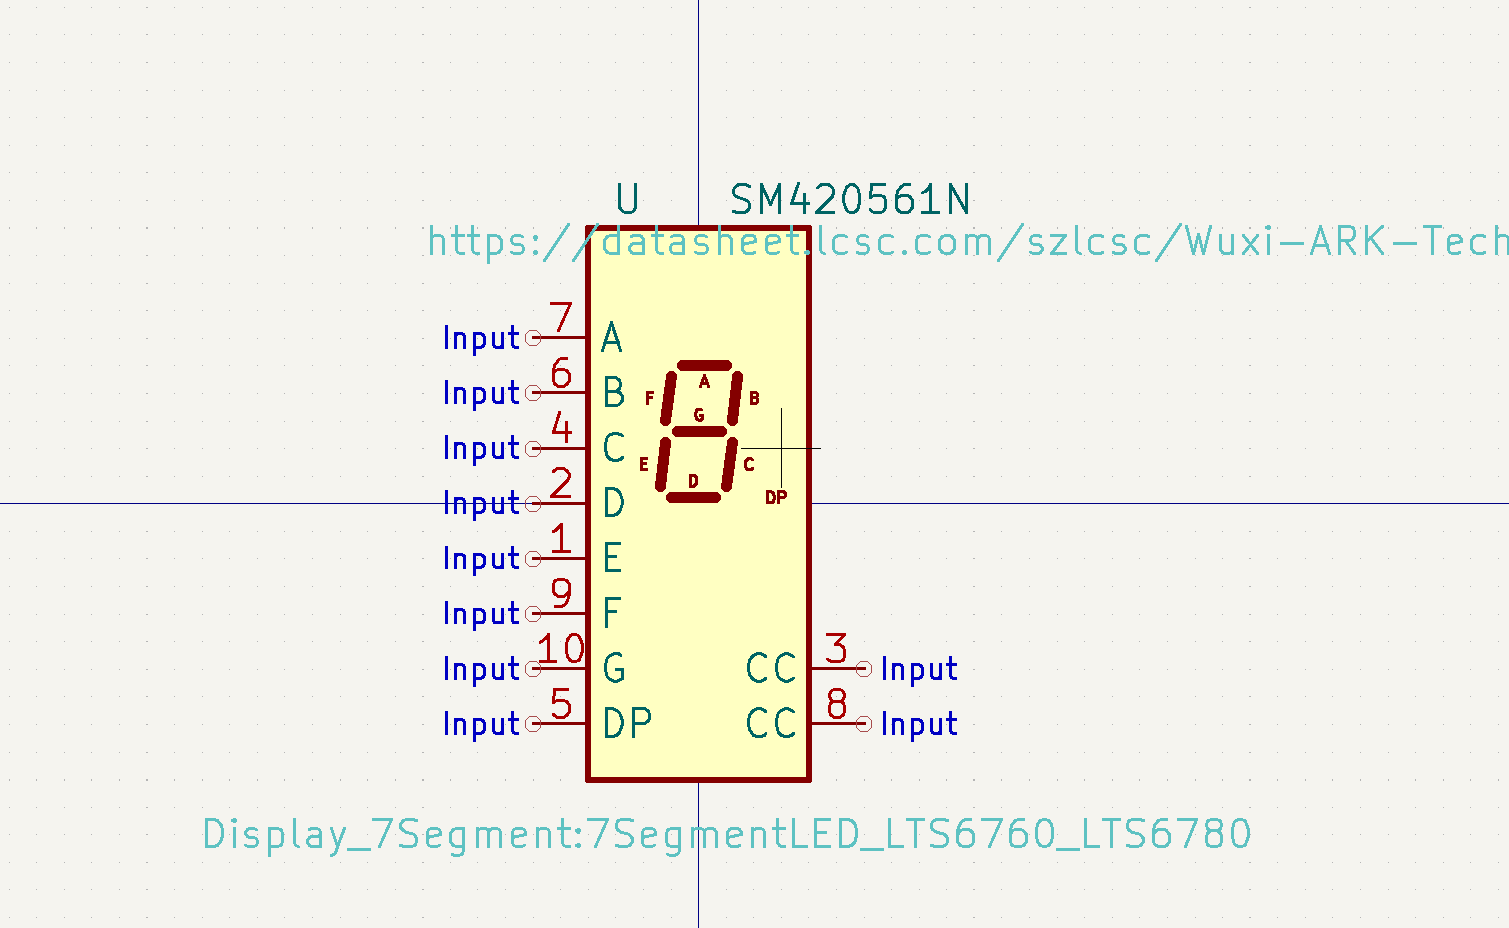 U SM420561N
https://datasheet.lcsc.com/szlcsc/Wuxi-ARK-Tech
Input 7 A
Input 6 B
Input 4 C
Input 2 D
Input 1 E
Input 9 F
Input 10 G
Input 5 DP
A
F B
G
E C
D
DP
CC 3 Input
CC 8 Input
Display_7Segment:7SegmentLED_LTS6760_LTS6780